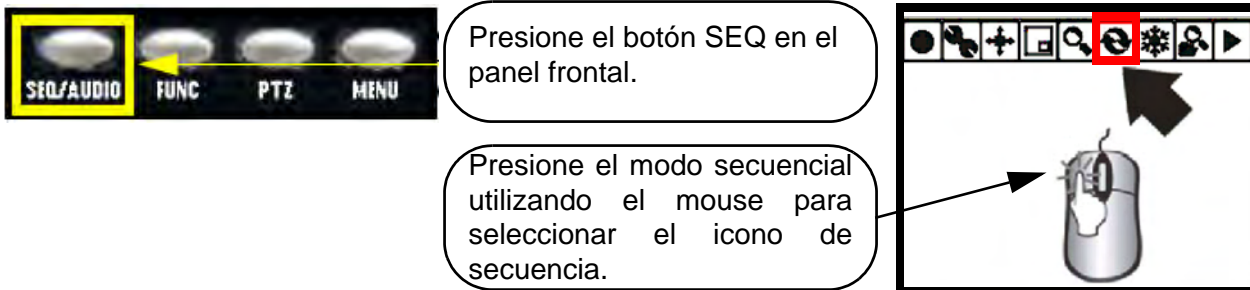 SEQ/AUDIO FUNC PTZ MENU
Presione el botón SEQ en el
panel frontal.
Presione el modo secuencial
utilizando el mouse para
seleccionar el icono de
secuencia.